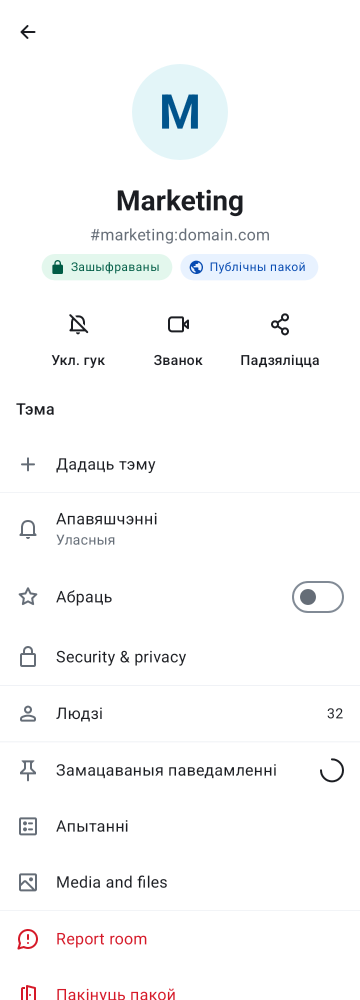 M
Marketing
#marketing:domain.com
Зашыфраваны
Публічны пакой
Укл. гук
Званок
Падзяліцца
Тэма
Дадаць тэму
Апавяшчэнні
Уласныя
Абраць
Security & privacy
Людзі
32
Замацаваныя паведамленні
Апытанні
Media and files
Report room
Пакінуць пакой